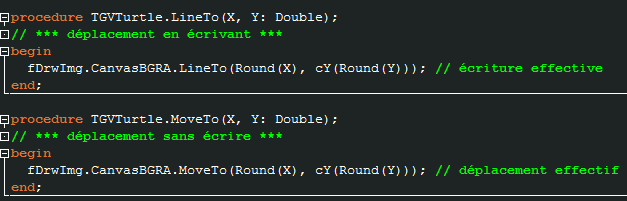 procedure TGVTurtle.LineTo(X, Y: Double);
// *** déplacement en écrivant ***
begin
fDrwImg.CanvasBGRA.LineTo(Round(X), cY(Round(Y))); // écriture effective
end;
procedure TGVTurtle.MoveTo(X, Y: Double);
// *** déplacement sans écrire ***
begin
fDrwImg.CanvasBGRA.MoveTo(Round(X), cY(Round(Y))); // déplacement effectif
end;